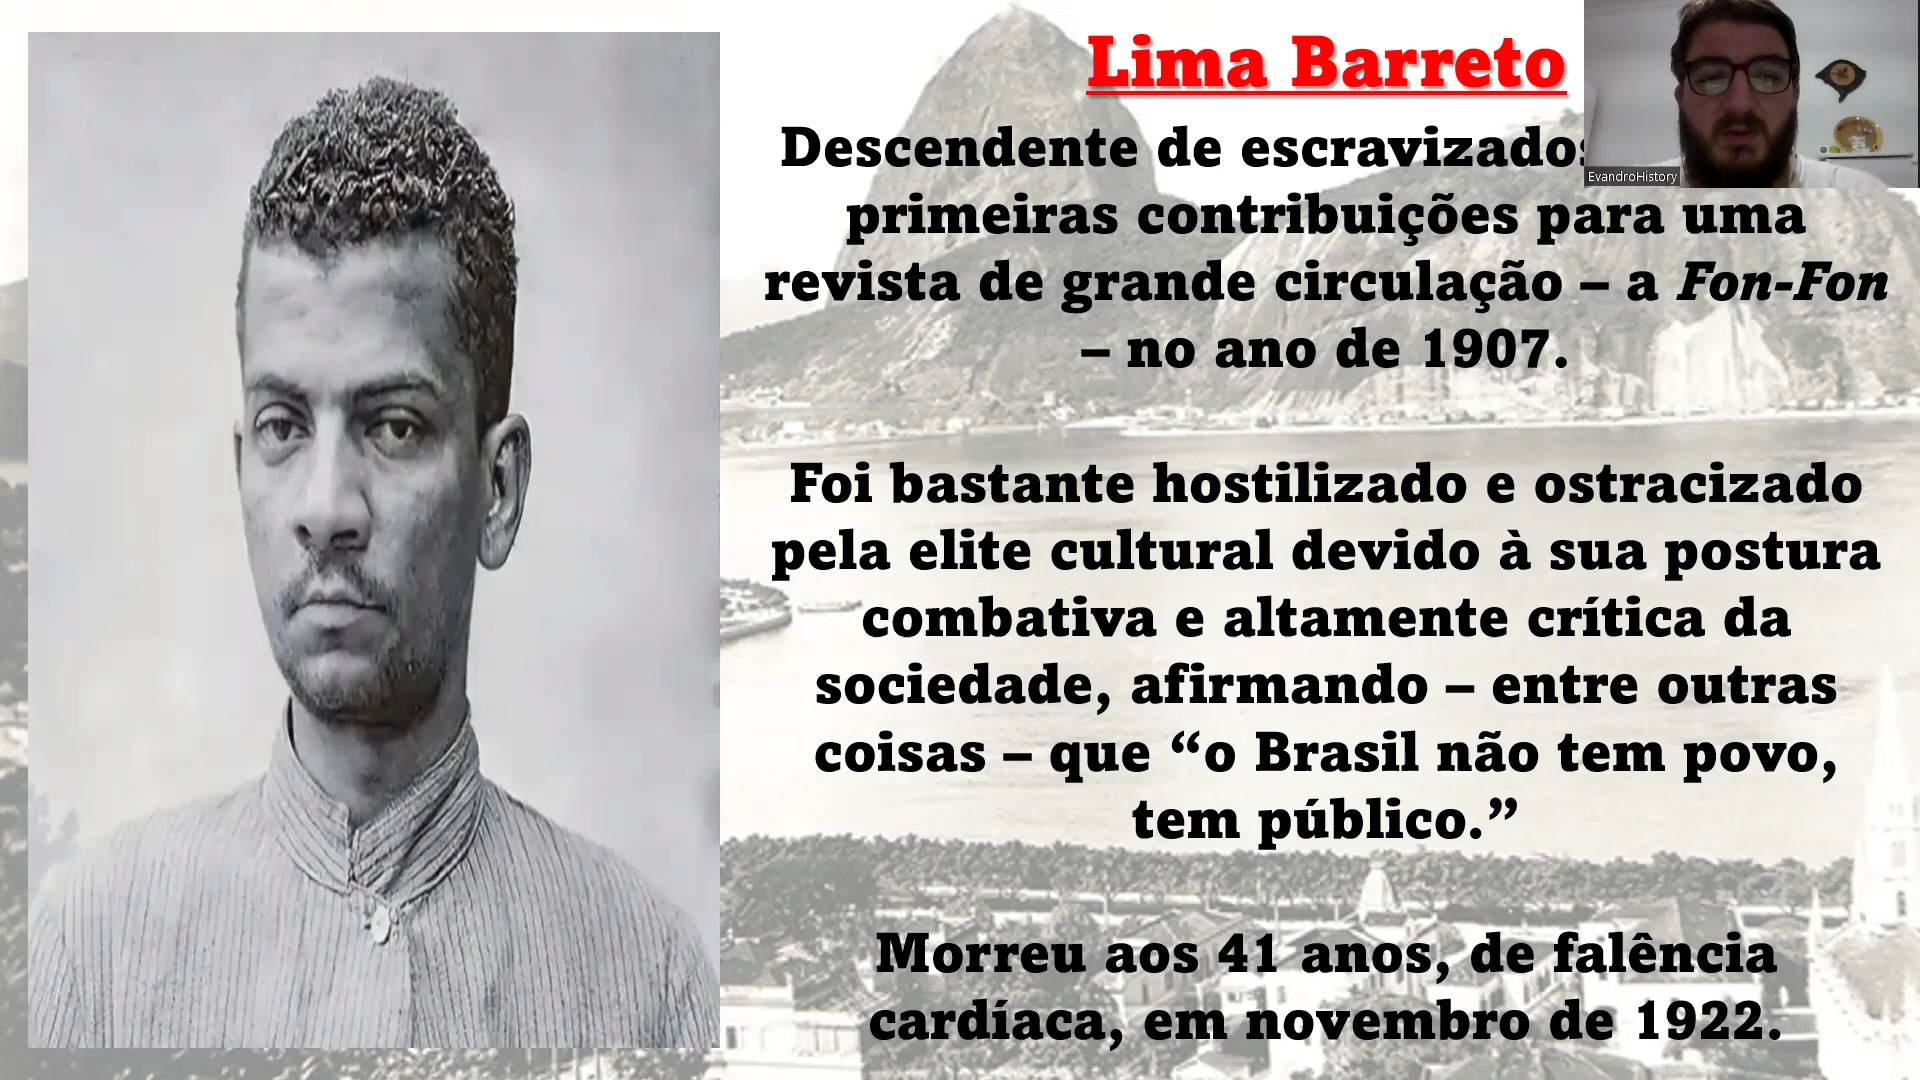 Lima Barreto
Descendente de escravizados
primeiras contribuições para uma
revista de grande circulação – a Fon-Fon
– no ano de 1907.
Foi bastante hostilizado e ostracizado
pela elite cultural devido à sua postura
combativa e altamente crítica da
sociedade, afirmando – entre outras
coisas – que “o Brasil não tem povo,
tem público.”
Morreu aos 41 anos, de falência
cardíaca, em novembro de 1922.
EvandroHistory